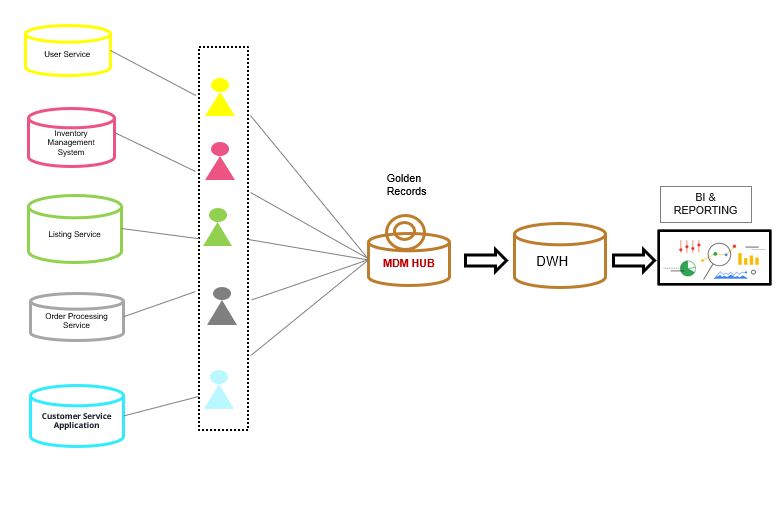 User Service
Inventory
Management
System
Listing Service
Order Processing
Service
Customer Service
Application
Golden
Records
MDM HUB
DWH
BI &
REPORTING